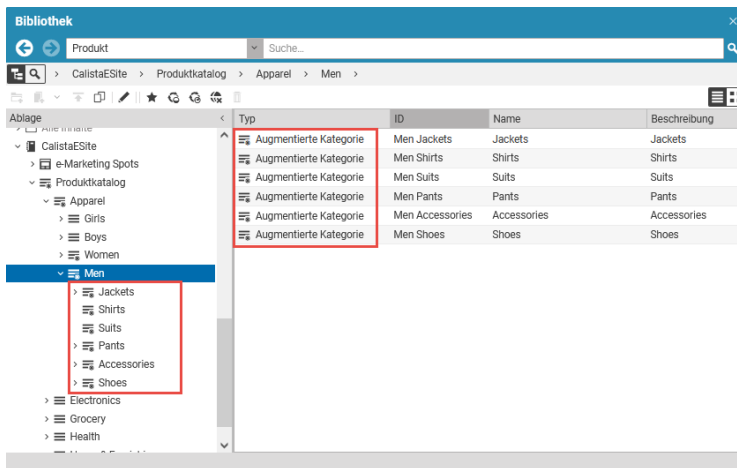 Bibliothek
Produkt
Suche...
CalistaESite > Produktkatalog > Apparel > Men >
Ablage
Alle Inhalte
CalistaESite
e-Marketing Spots
Produktkatalog
Apparel
Girls
Boys
Women
Men
Jackets
Shirts
Suits
Pants
Accessories
Shoes
Electronics
Grocery
Health
Typ ID Name Beschreibung
Augmentierte Kategorie Men Jackets Jackets Jackets
Augmentierte Kategorie Men Shirts Shirts Shirts
Augmentierte Kategorie Men Suits Suits Suits
Augmentierte Kategorie Men Pants Pants Pants
Augmentierte Kategorie Men Accessories Accessories Accessories
Augmentierte Kategorie Men Shoes Shoes Shoes